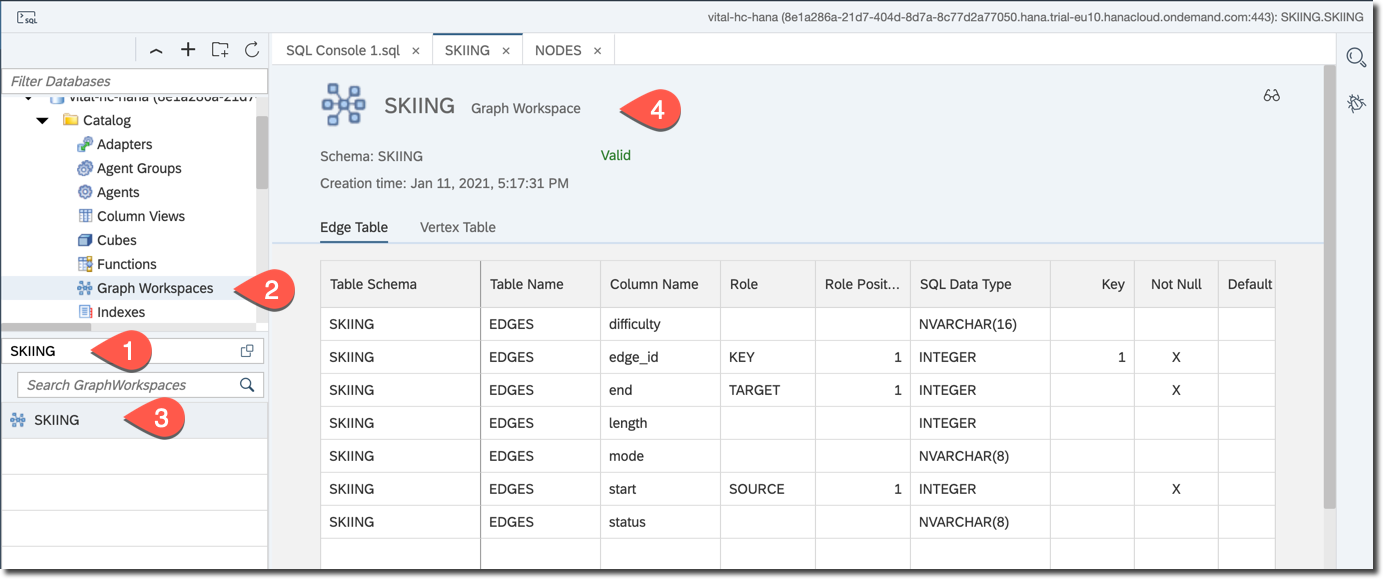 SQL
vital-hc-hana (8e1a286a-21d7-404d-8d7a-8c77d2a77050.hana.trial-eu10.hanacloud.ondemand.com:443): SKIING.SKIING
SQL Console 1.sql × SKIING × NODES ×
Filter Databases
vital-hc-hana (8e1a286a-21d7-
Catalog
Adapters
Agent Groups
Agents
Column Views
Cubes
Functions
Graph Workspaces 2
Indexes
SKIING 1
Search GraphWorkspaces
SKIING 3
SKIING Graph Workspace 4
Schema: SKIING Valid
Creation time: Jan 11, 2021, 5:17:31 PM
Edge Table Vertex Table
Table Schema Table Name Column Name Role Role Posit... SQL Data Type Key Not Null Default
SKIING EDGES difficulty NVARCHAR(16)
SKIING EDGES edge_id KEY 1 INTEGER 1 X
SKIING EDGES end TARGET 1 INTEGER X
SKIING EDGES length INTEGER
SKIING EDGES mode NVARCHAR(8)
SKIING EDGES start SOURCE 1 INTEGER X
SKIING EDGES status NVARCHAR(8)